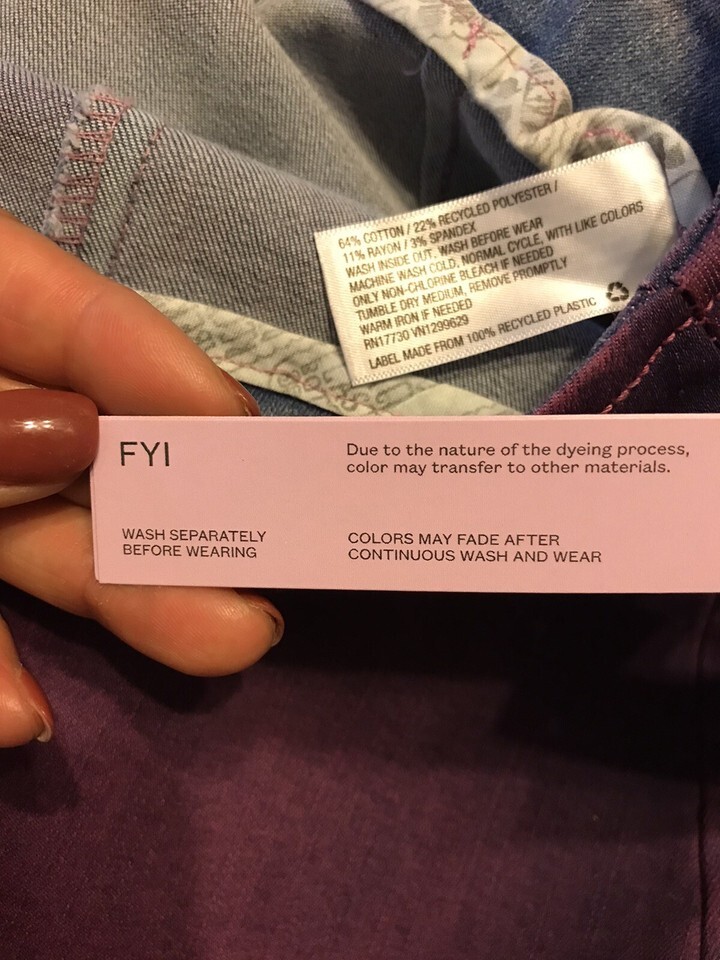 64% COTTON / 22% RECYCLED POLYESTER /
11% RAYON / 3% SPANDEX
WASH INSIDE OUT. WASH BEFORE WEAR
MACHINE WASH COLD, NORMAL CYCLE, WITH LIKE COLORS
ONLY NON-CHLORINE BLEACH IF NEEDED
TUMBLE DRY MEDIUM, REMOVE PROMPTLY
WARM IRON IF NEEDED
RN17730 VN1299629
LABEL MADE FROM 100% RECYCLED PLASTIC
FYI
Due to the nature of the dyeing process,
color may transfer to other materials.
WASH SEPARATELY
BEFORE WEARING
COLORS MAY FADE AFTER
CONTINUOUS WASH AND WEAR